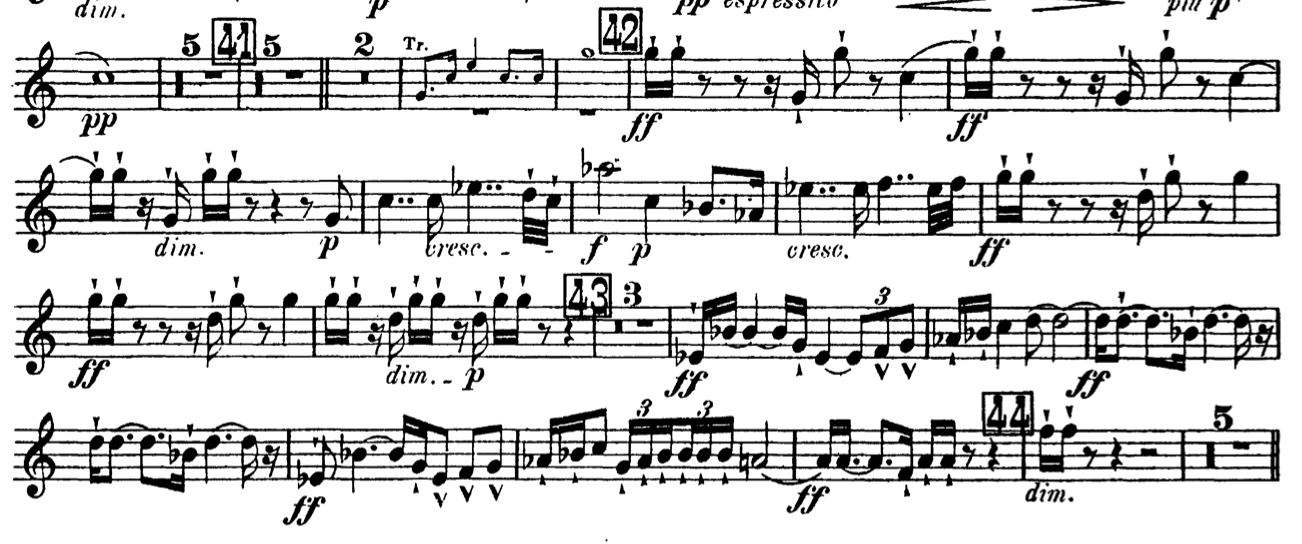 dim. p pp espressito più p
5 41 5 2 Tr. 42
pp ff ff
dim. p cresc. f p cresc. ff
43 3 3
ff dim. p ff ff
3 3 44 5
ff ff dim.